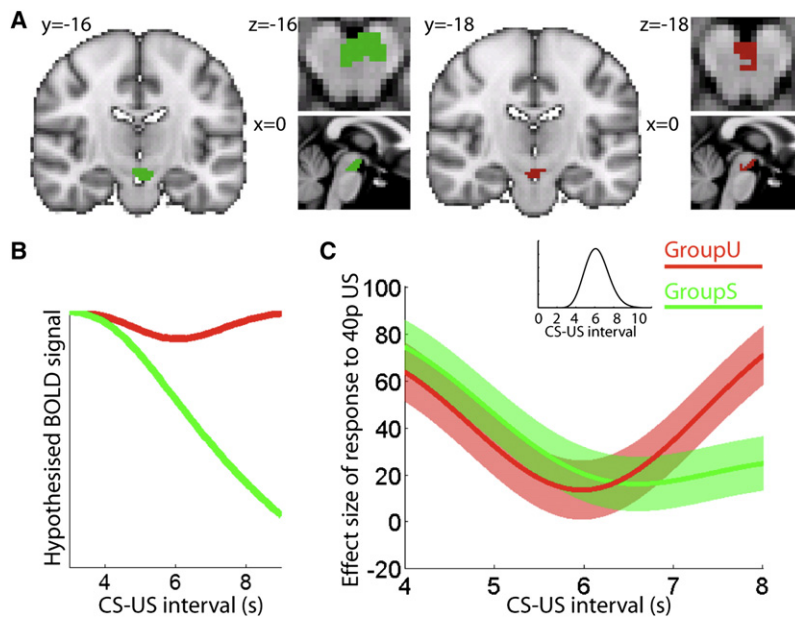 A
y=-16
z=-16
x=0
y=-18
z=-18
x=0
B
Hypothesised BOLD signal
4
6
8
CS-US interval (s)
C
GroupU
GroupS
0 2 4 6 8 10
CS-US interval
Effect size of response to 40p US
100
80
60
40
20
0
-20
4
5
6
7
8
CS-US interval (s)